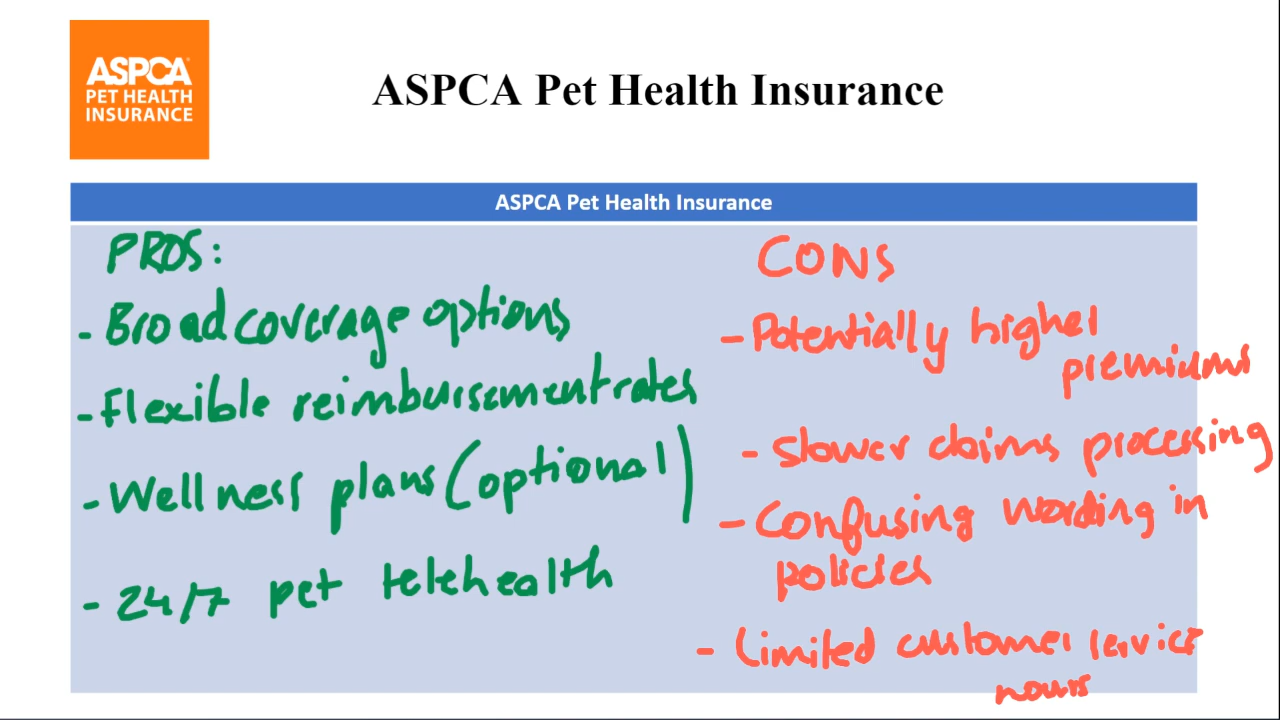 ASPCA
PET HEALTH
INSURANCE
ASPCA Pet Health Insurance
ASPCA Pet Health Insurance
PROS:
- Broad coverage options
- Flexible reimbursement rates
- Wellness plans (optional)
- 24/7 pet telehealth
CONS
- Potentially higher
premiums
- Slower claims processing
- Confusing wording in
policies
- Limited customer service
hours